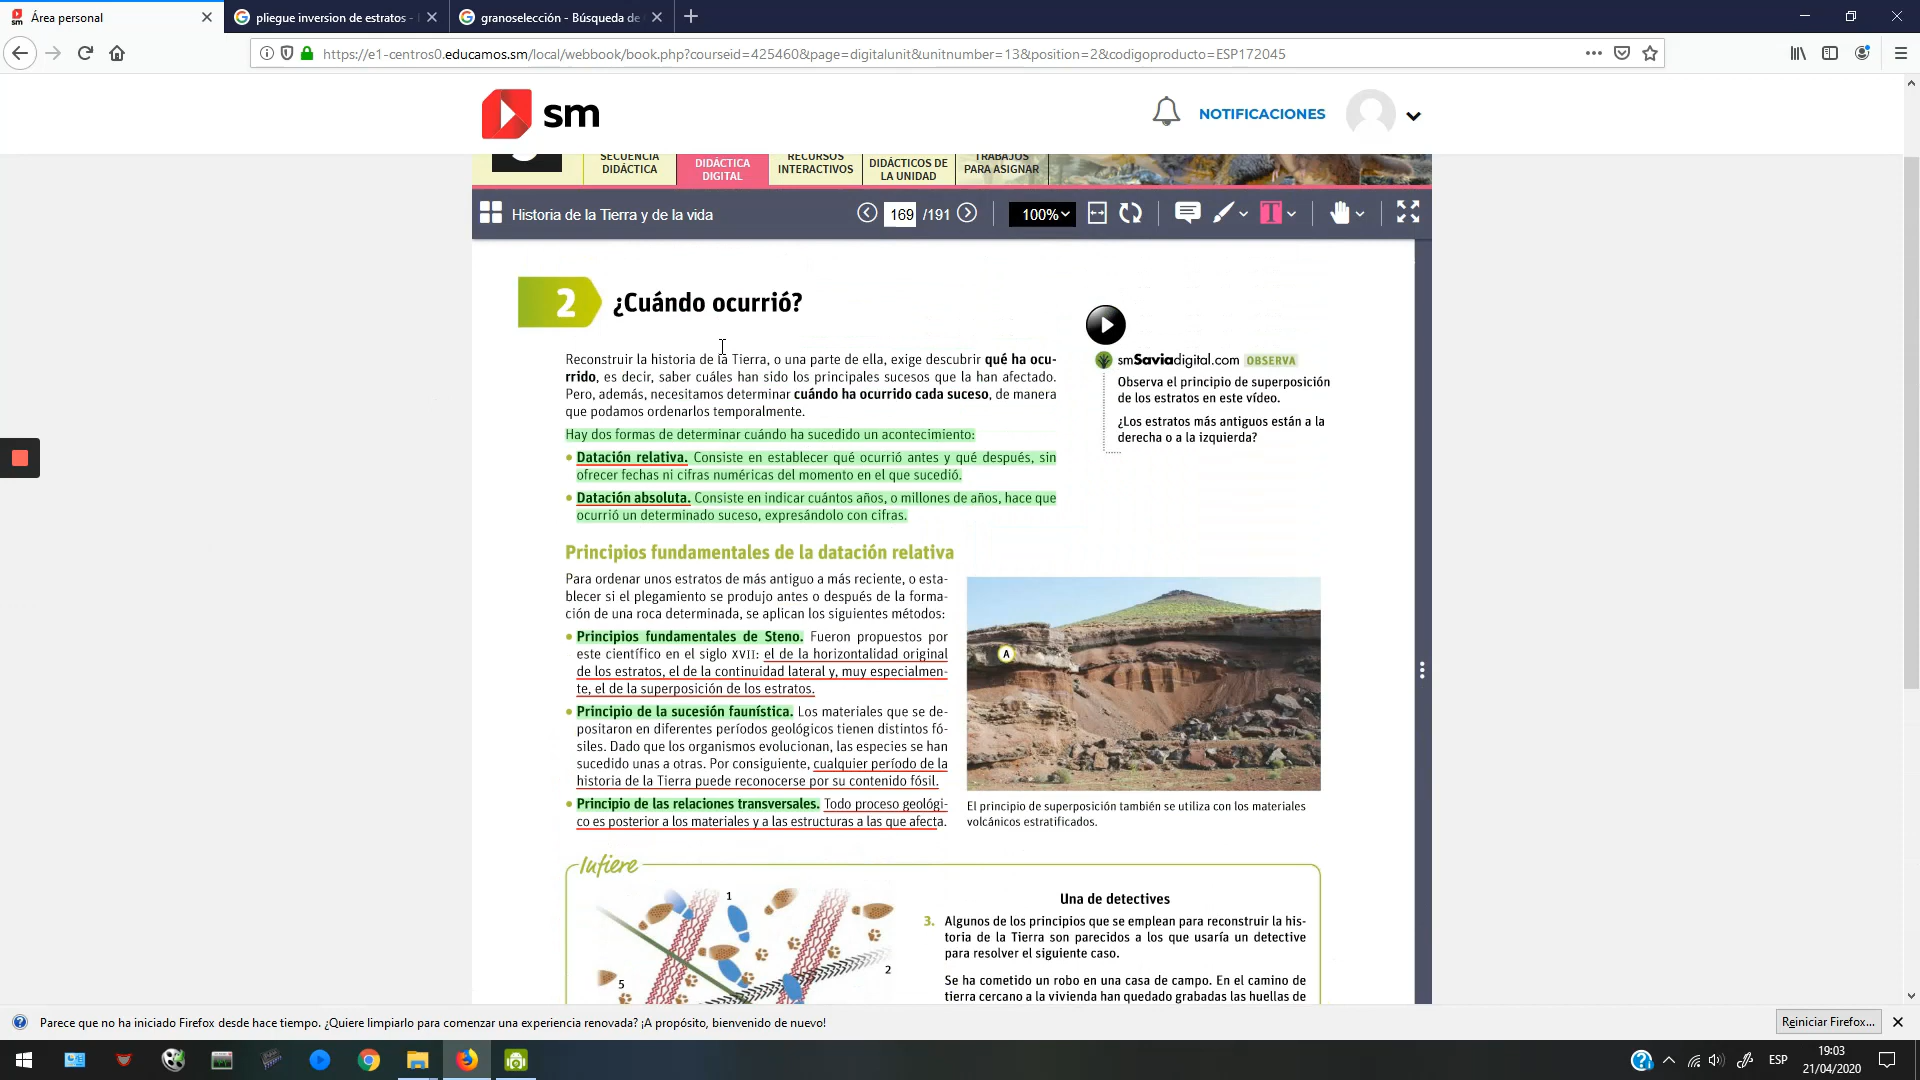 Área personal
pliegue inversion de estratos -
granoselección - Búsqueda de
https://e1-centros0.educamos.sm/local/webbook/book.php?courseid=425460&page=digitalunit&unitnumber=13&position=2&codigoproducto=ESP172045
sm
NOTIFICACIONES
SECUENCIA
DIDÁCTICA
DIDÁCTICA
DIGITAL
RECURSOS
INTERACTIVOS
DIDÁCTICOS DE
LA UNIDAD
TRABAJOS
PARA ASIGNAR
Historia de la Tierra y de la vida
169 /191
100%
T
2 ¿Cuándo ocurrió?
Reconstruir la historia de la Tierra, o una parte de ella, exige descubrir qué ha ocu-
rrido, es decir, saber cuáles han sido los principales sucesos que la han afectado.
Pero, además, necesitamos determinar cuándo ha ocurrido cada suceso, de manera
que podamos ordenarlos temporalmente.
Hay dos formas de determinar cuándo ha sucedido un acontecimiento:
• Datación relativa. Consiste en establecer qué ocurrió antes y qué después, sin
ofrecer fechas ni cifras numéricas del momento en el que sucedió.
• Datación absoluta. Consiste en indicar cuántos años, o millones de años, hace que
ocurrió un determinado suceso, expresándolo con cifras.
smSaviadigital.com OBSERVA
Observa el principio de superposición
de los estratos en este vídeo.
¿Los estratos más antiguos están a la
derecha o a la izquierda?
Principios fundamentales de la datación relativa
Para ordenar unos estratos de más antiguo a más reciente, o esta-
blecer si el plegamiento se produjo antes o después de la forma-
ción de una roca determinada, se aplican los siguientes métodos:
• Principios fundamentales de Steno. Fueron propuestos por
este científico en el siglo XVII: el de la horizontalidad original
de los estratos, el de la continuidad lateral y, muy especialmen-
te, el de la superposición de los estratos.
• Principio de la sucesión faunística. Los materiales que se de-
positaron en diferentes períodos geológicos tienen distintos fó-
siles. Dado que los organismos evolucionan, las especies se han
sucedido unas a otras. Por consiguiente, cualquier período de la
historia de la Tierra puede reconocerse por su contenido fósil.
• Principio de las relaciones transversales. Todo proceso geológi-
co es posterior a los materiales y a las estructuras a las que afecta.
A
El principio de superposición también se utiliza con los materiales
volcánicos estratificados.
Infiere
1
2
5
Una de detectives
3. Algunos de los principios que se emplean para reconstruir la his-
toria de la Tierra son parecidos a los que usaría un detective
para resolver el siguiente caso.
Se ha cometido un robo en una casa de campo. En el camino de
tierra cercano a la vivienda han quedado grabadas las huellas de
Parece que no ha iniciado Firefox desde hace tiempo. ¿Quiere limpiarlo para comenzar una experiencia renovada? ¡A propósito, bienvenido de nuevo!
Reiniciar Firefox...
ESP
19:03
21/04/2020